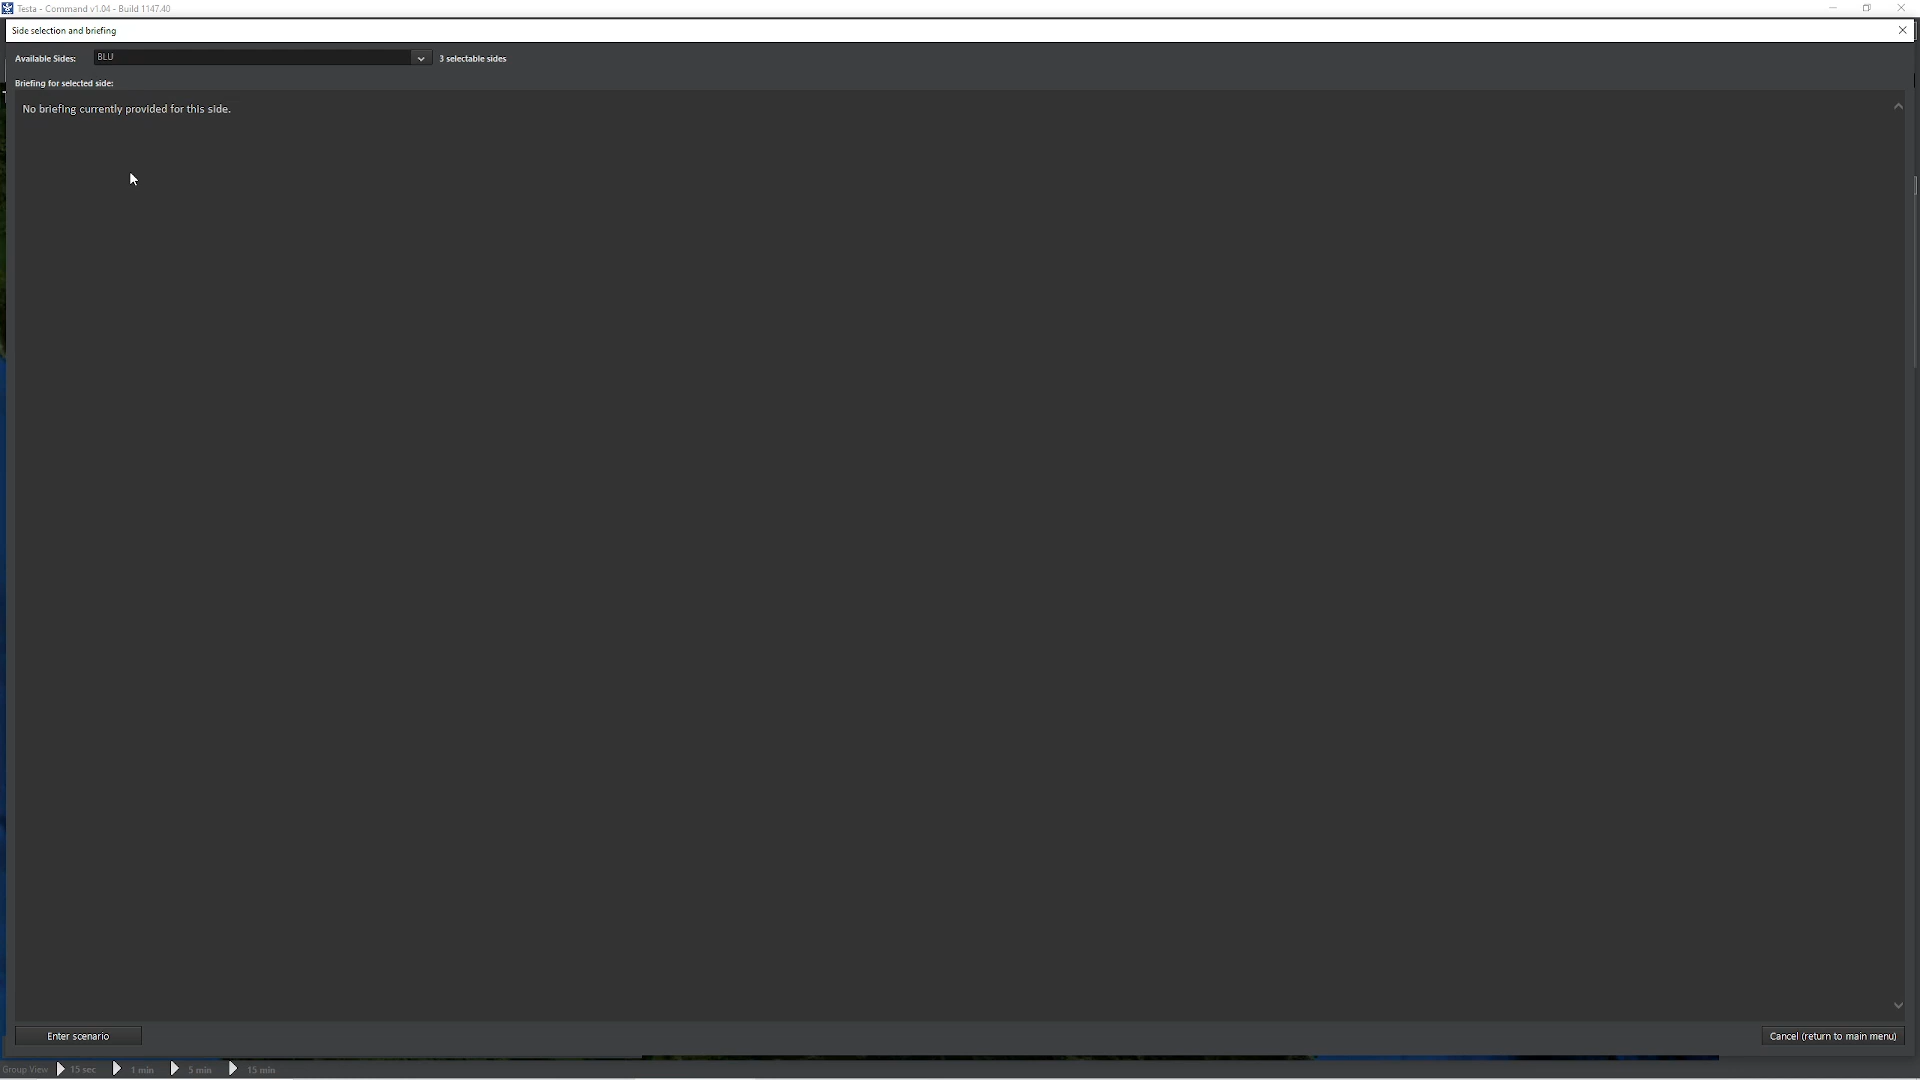 Testa - Command v1.04 - Build 1147.40
Side selection and briefing
Available Sides: BLU 3 selectable sides
Briefing for selected side:
No briefing currently provided for this side.
Enter scenario Cancel (return to main menu)
Group View 15 sec 1 min 5 min 15 min